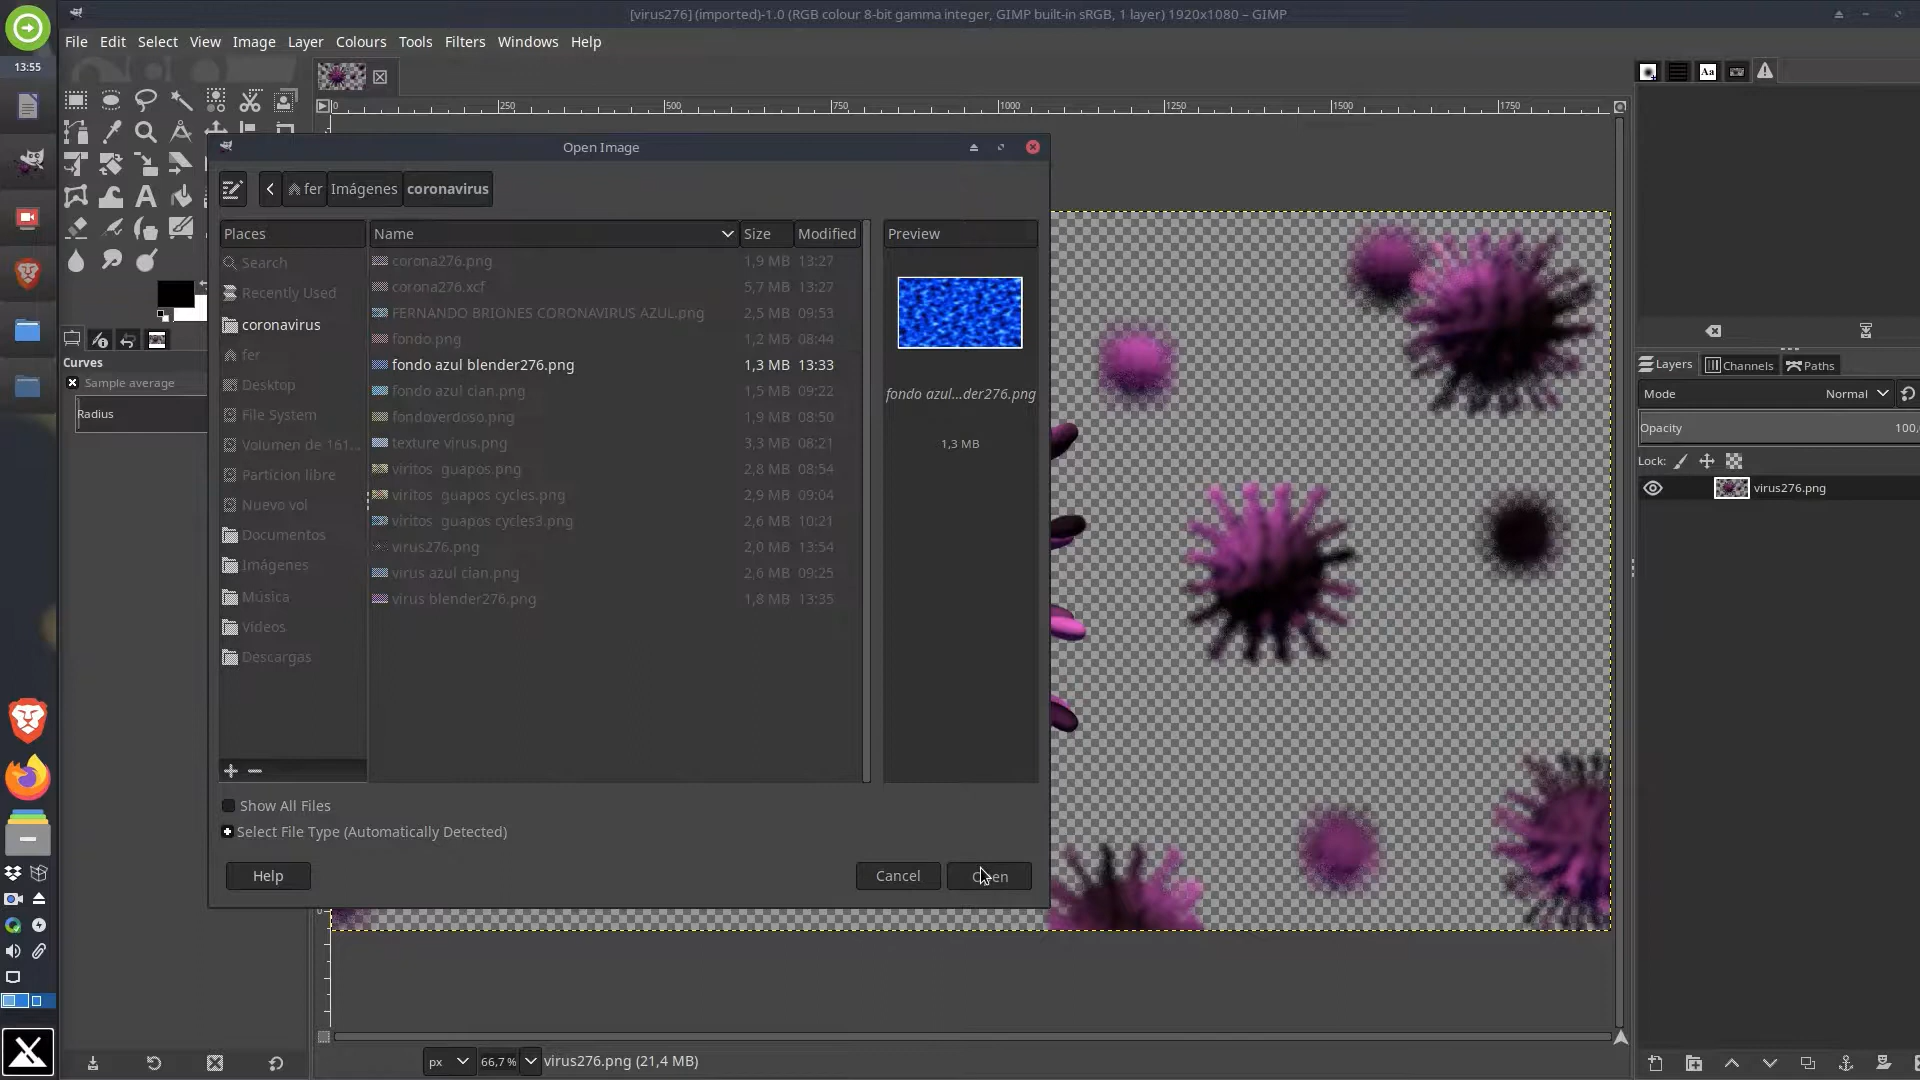 [virus276] (imported)-1.0 (RGB colour 8-bit gamma integer, GIMP built-in sRGB, 1 layer) 1920x1080 – GIMP
File Edit Select View Image Layer Colours Tools Filters Windows Help
13:55
0 250 500 750 1000 1250 1500 1750
Open Image
fer Imágenes coronavirus
Places
Search
Recently Used
coronavirus
fer
Desktop
File System
Volumen de 161...
Particion libre
Nuevo vol
Documentos
Imágenes
Música
Vídeos
Descargas
Name Size Modified
corona276.png 1,9 MB 13:27
corona276.xcf 5,7 MB 13:27
FERNANDO BRIONES CORONAVIRUS AZUL.png 2,5 MB 09:53
fondo.png 1,2 MB 08:44
fondo azul blender276.png 1,3 MB 13:33
fondo azul cian.png 1,5 MB 09:22
fondoverdoso.png 1,9 MB 08:50
texture virus.png 3,3 MB 08:21
viritos guapos.png 2,8 MB 08:54
viritos guapos cycles.png 2,9 MB 09:04
viritos guapos cycles3.png 2,6 MB 10:21
virus276.png 2,0 MB 13:54
virus azul cian.png 2,6 MB 09:25
virus blender276.png 1,8 MB 13:35
Preview
fondo azul...der276.png
1,3 MB
Show All Files
Select File Type (Automatically Detected)
Help Cancel Open
Curves
Sample average
Radius
Aa
Layers Channels Paths
Mode Normal
Opacity 100,
Lock:
virus276.png
px 66,7 % virus276.png (21,4 MB)